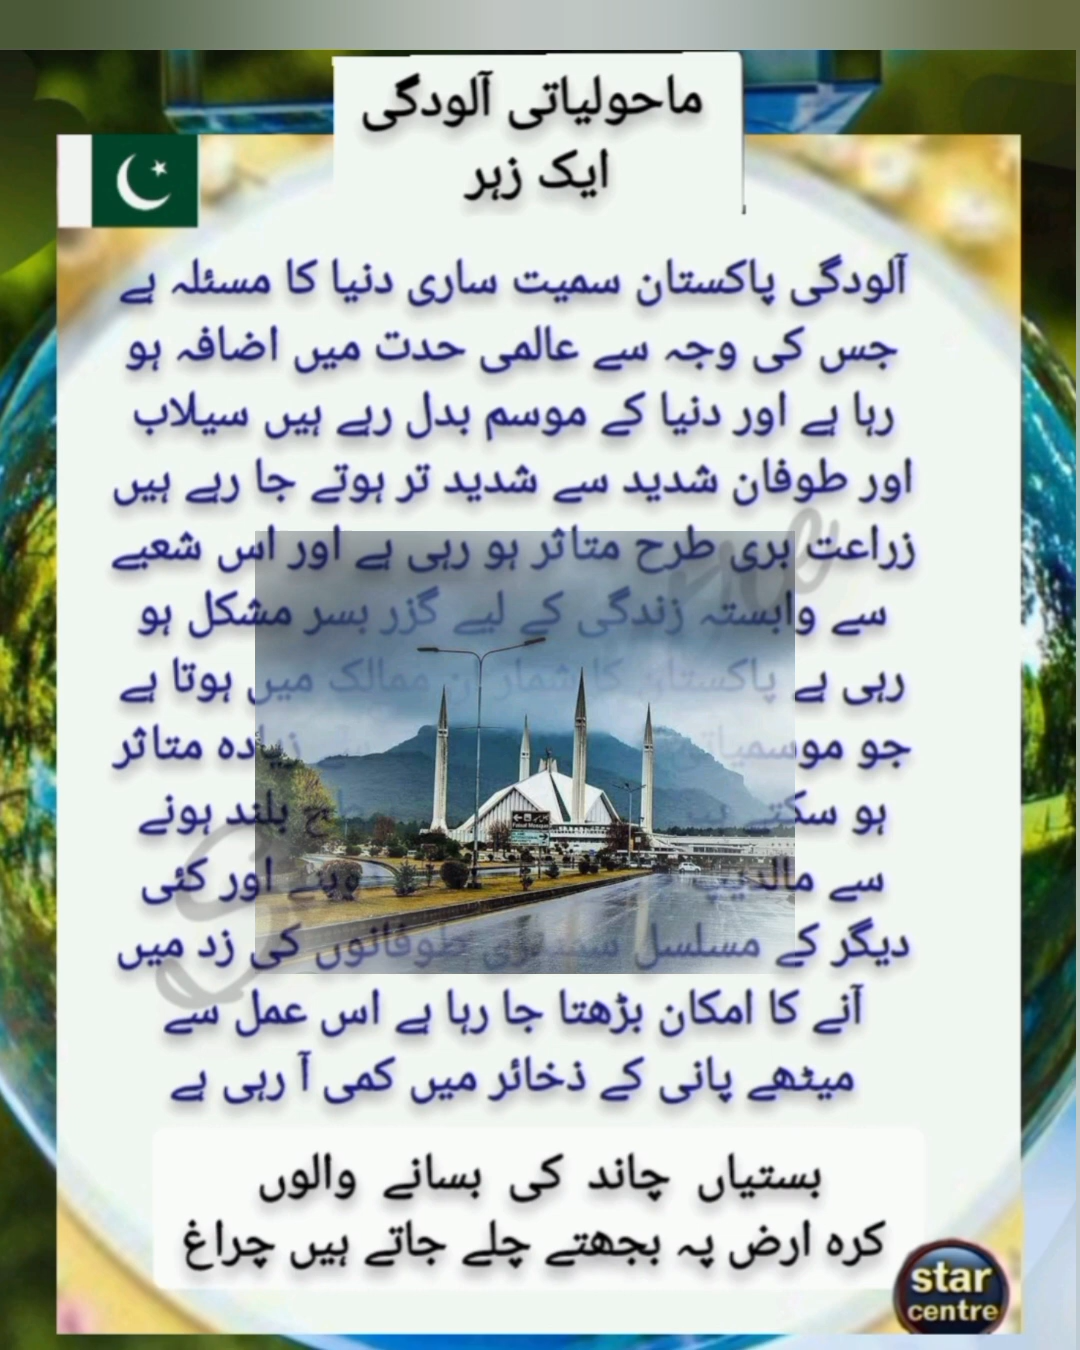 ماحولیاتی آلودگی
ایک زہر
آلودگی پاکستان سمیت ساری دنیا کا مسئلہ ہے
جس کی وجہ سے عالمی حدت میں اضافہ ہو
رہا ہے اور دنیا کے موسم بدل رہے ہیں سیلاب
اور طوفان شدید سے شدید تر ہوتے جا رہے ہیں
زراعت بری طرح متاثر ہو رہی ہے اور اس شعبے
سے وابستہ زندگی کے لیے گزر بسر مشکل ہو
رہی ہے پاکستان کا شمار ان ممالک میں ہوتا ہے
جو سے زیادہ متاثر
ہو سکتے بلند ہونے
سے اور کئی
دیگر کے مسلسل سمندری طوفانوں کی زد میں
آنے کا امکان بڑھتا جا رہا ہے اس عمل سے
میٹھے پانی کے ذخائر میں کمی آ رہی ہے
بستیاں چاند کی بسانے والوں
کرہ ارض پہ بجھتے چلے جاتے ہیں چراغ
star
centre